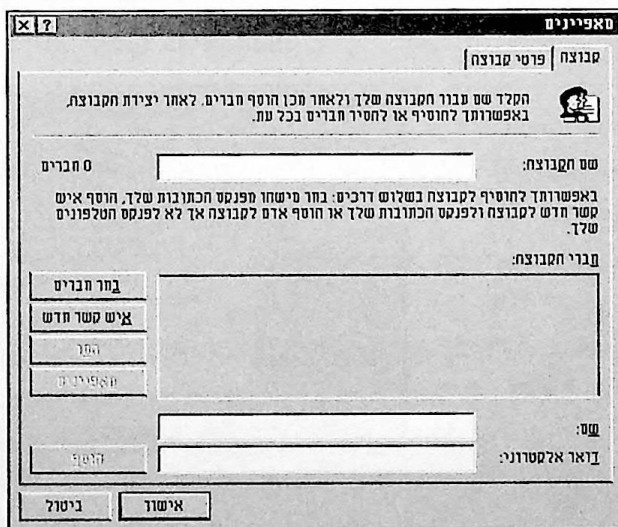 מאפיינים
קבוצה
פרטי קבוצה
הקלד שם עבור הקבוצה שלך ולאחר מכן הוסף חברים. לאחר יצירת הקבוצה,
באפשרותך להוסיף או להסיר חברים בכל עת.
שם הקבוצה:
0 חברים
באפשרותך להוסיף לקבוצה בשלוש דרכים: בחר מישהו מפנקס הכתובות שלך, הוסף איש
קשר חדש לקבוצה ולפנקס הכתובות שלך או הוסף אדם לקבוצה אך לא לפנקס הטלפונים
שלך.
חברי הקבוצה:
בחר חברים
איש קשר חדש
הסר
מאפיינים
שם:
דואר אלקטרוני:
הוסף
אישור
ביטול